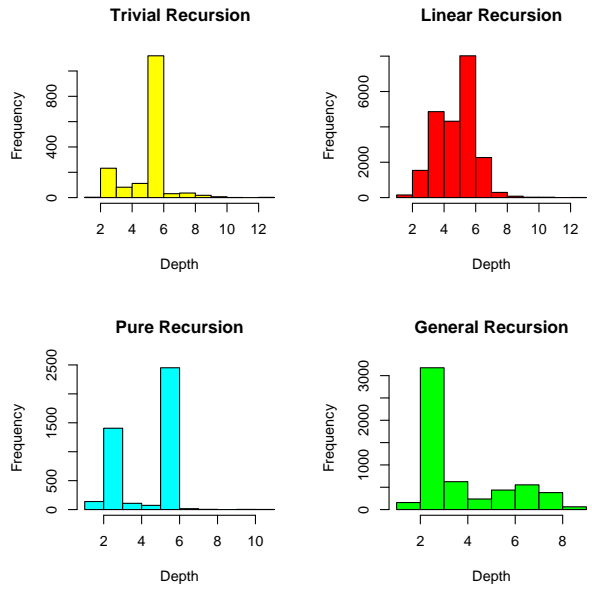 Trivial Recursion
Frequency
0 400 800
2 4 6 8 10 12
Depth
Linear Recursion
Frequency
0 2000 6000
2 4 6 8 10 12
Depth
Pure Recursion
Frequency
0 500 1500 2500
2 4 6 8 10
Depth
General Recursion
Frequency
0 1000 2000 3000
2 4 6 8
Depth